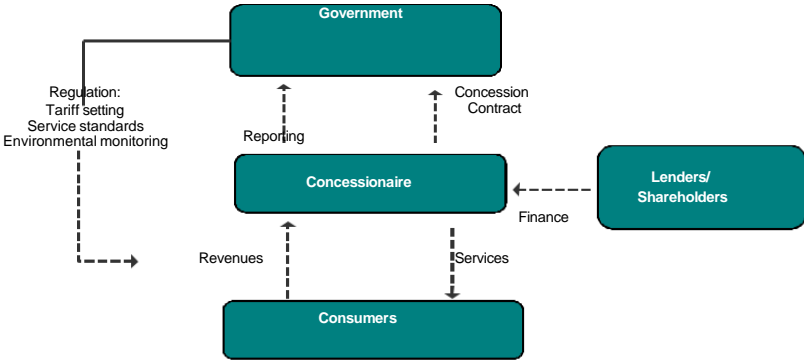 Government
Regulation:
Tariff setting
Service standards
Environmental monitoring
Concession
Contract
Reporting
Concessionaire
Lenders/
Shareholders
Finance
Revenues
Services
Consumers